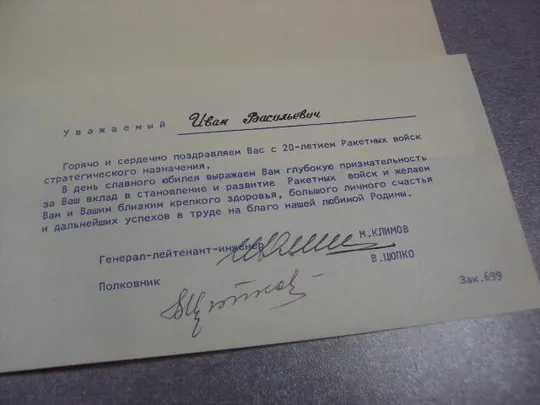 Уважаемый Иван Васильевич
Горячо и сердечно поздравляем Вас с 20-летием Ракетных войск
стратегического назначения.
В день славного юбилея выражаем Вам глубокую признательность
за Ваш вклад в становление и развитие Ракетных войск и желаем
Вам и Вашим близким крепкого здоровья, большого личного счастья
и дальнейших успехов в труде на благо нашей любимой Родины.
Генерал-лейтенант-инженер М.КЛИМОВ
Полковник В.ЦЮПКО
Зак.699